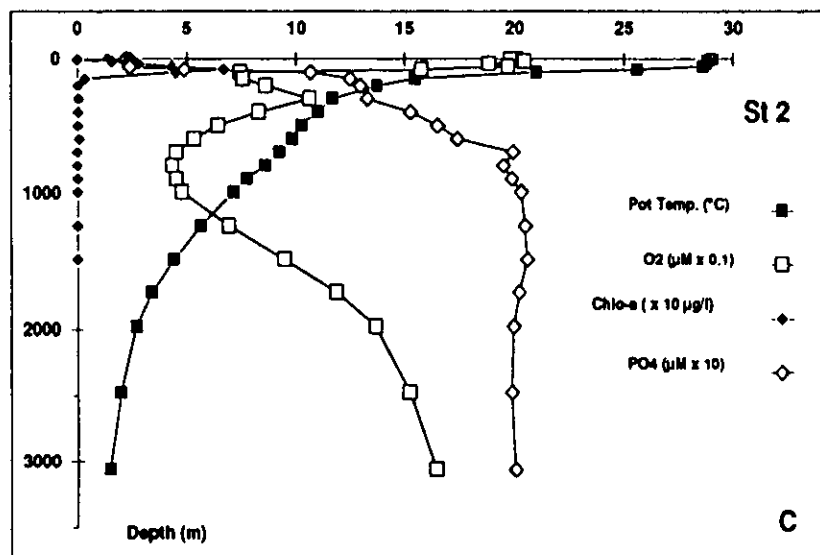 0 5 10 15 20 25 30
0
St 2
Pot Temp. (°C)
1000
O2 (µM x 0.1)
Chlo-a ( x 10 µg/l)
2000
PO4 (µM x 10)
3000
Depth (m)
C